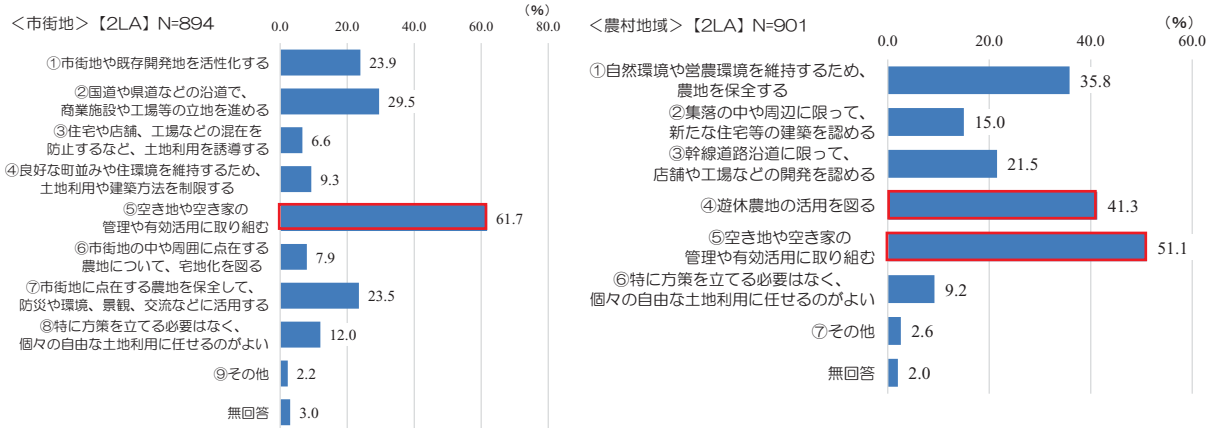 ＜市街地＞【2LA】N=894
（%）
0.0 20.0 40.0 60.0 80.0
①市街地や既存開発地を活性化する 23.9
②国道や県道などの沿道で、
商業施設や工場等の立地を進める 29.5
③住宅や店舗、工場などの混在を
防止するなど、土地利用を誘導する 6.6
④良好な町並みや住環境を維持するため、
土地利用や建築方法を制限する 9.3
⑤空き地や空き家の
管理や有効活用に取り組む 61.7
⑥市街地の中や周囲に点在する
農地について、宅地化を図る 7.9
⑦市街地に点在する農地を保全して、
防災や環境、景観、交流などに活用する 23.5
⑧特に方策を立てる必要はなく、
個々の自由な土地利用に任せるのがよい 12.0
⑨その他 2.2
無回答 3.0
＜農村地域＞【2LA】N=901
（%）
0.0 20.0 40.0 60.0
①自然環境や営農環境を維持するため、
農地を保全する 35.8
②集落の中や周辺に限って、
新たな住宅等の建築を認める 15.0
③幹線道路沿道に限って、
店舗や工場などの開発を認める 21.5
④遊休農地の活用を図る 41.3
⑤空き地や空き家の
管理や有効活用に取り組む 51.1
⑥特に方策を立てる必要はなく、
個々の自由な土地利用に任せるのがよい 9.2
⑦その他 2.6
無回答 2.0